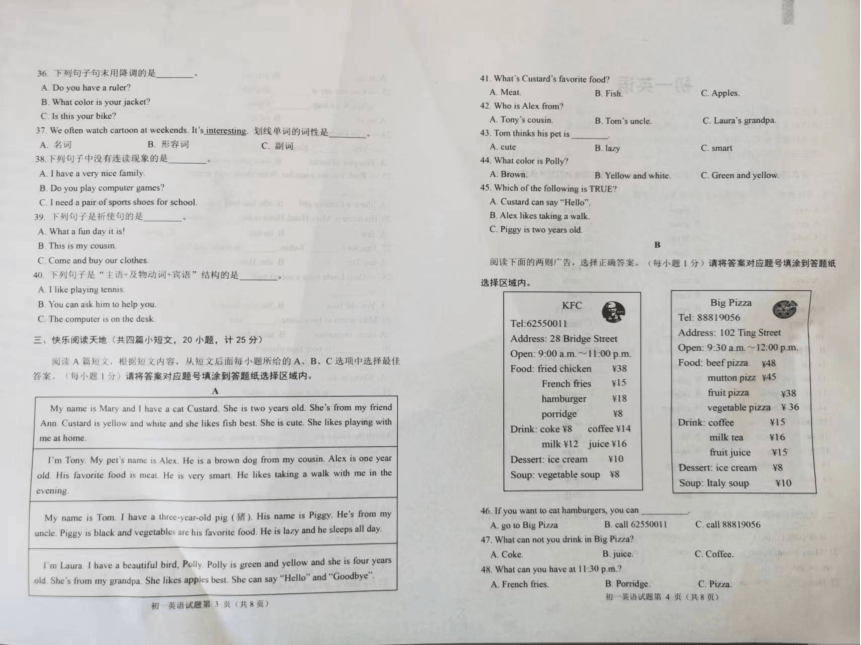 36. 下列句子句末用降调的是______。
A. Do you have a ruler?
B. What color is your jacket?
C. Is this your bike?
37. We often watch cartoon at weekends. It's interesting. 划线单词的词性是______。
A. 名词 B. 形容词 C. 副词
38.下列句子中没有连读现象的是______。
A. I have a very nice family.
B. Do you play computer games?
C. I need a pair of sports shoes for school.
39. 下列句子是祈使句的是______。
A. What a fun day it is!
B. This is my cousin.
C. Come and buy our clothes.
40. 下列句子是“主语+及物动词+宾语”结构的是______。
A. I like playing tennis.
B. You can ask him to help you.
C. The computer is on the desk.
三、快乐阅读天地（共四篇小短文，20 小题，计 25 分）
阅读 A 篇短文，根据短文内容，从短文后面每小题所给的 A、B、C 选项中选择最佳
答案。（每小题 1 分）请将答案对应题号填涂到答题纸选择区域内。
A
My name is Mary and I have a cat Custard. She is two years old. She's from my friend
Ann. Custard is yellow and white and she likes fish best. She is cute. She likes playing with
me at home.
I'm Tony. My pet's name is Alex. He is a brown dog from my cousin. Alex is one year
old. His favorite food is meat. He is very smart. He likes taking a walk with me in the
evening.
My name is Tom. I have a three-year-old pig (猪). His name is Piggy. He's from my
uncle. Piggy is black and vegetables are his favorite food. He is lazy and he sleeps all day.
I'm Laura. I have a beautiful bird, Polly. Polly is green and yellow and she is four years
old. She's from my grandpa. She likes apples best. She can say “Hello” and “Goodbye”.
初一英语试题第 3 页（共 8 页）
41. What's Custard's favorite food?
A. Meat. B. Fish. C. Apples.
42. Who is Alex from?
A. Tony's cousin. B. Tom's uncle. C. Laura's grandpa.
43. Tom thinks his pet is ______.
A. cute B. lazy C. smart
44. What color is Polly?
A. Brown. B. Yellow and white. C. Green and yellow.
45. Which of the following is TRUE?
A. Custard can say “Hello”.
B. Alex likes taking a walk.
C. Piggy is two years old.
B
阅读下面的两则广告，选择正确答案。（每小题 1 分）请将答案对应题号填涂到答题纸
选择区域内。
KFC
Tel:62550011
Address: 28 Bridge Street
Open: 9:00 a.m.～11:00 p.m.
Food: fried chicken ¥38
French fries ¥15
hamburger ¥18
porridge ¥8
Drink: coke ¥8 coffee ¥14
milk ¥12 juice ¥16
Dessert: ice cream ¥10
Soup: vegetable soup ¥8
Big Pizza
Tel: 88819056
Address: 102 Ting Street
Open: 9:30 a.m.～12:00 p.m.
Food: beef pizza ¥48
mutton pizz ¥45
fruit pizza ¥38
vegetable pizza ¥ 36
Drink: coffee ¥15
milk tea ¥16
fruit juice ¥15
Dessert: ice cream ¥8
Soup: Italy soup ¥10
46. If you want to eat hamburgers, you can ______.
A. go to Big Pizza B. call 62550011 C. call 88819056
47. What can not you drink in Big Pizza?
A. Coke. B. juice. C. Coffee.
48. What can you have at 11:30 p.m.?
A. French fries. B. Porridge. C. Pizza.
初一英语试题第 4 页（共 8 页）